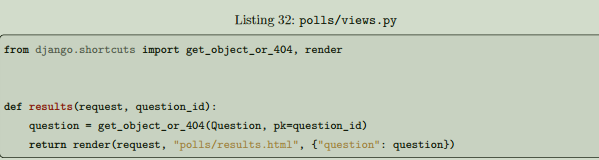 Listing 32: polls/views.py
from django.shortcuts import get_object_or_404, render
def results(request, question_id):
    question = get_object_or_404(Question, pk=question_id)
    return render(request, "polls/results.html", {"question": question})